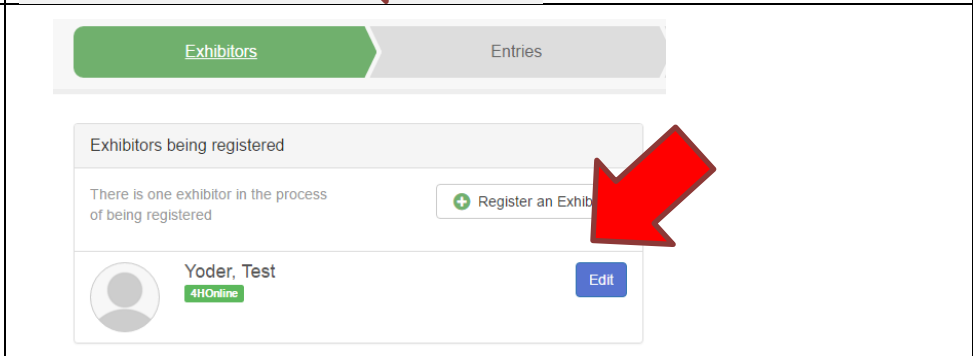 Exhibitors
Entries
Exhibitors being registered
There is one exhibitor in the process
of being registered
Register an Exhib
Yoder, Test
4HOnline
Edit